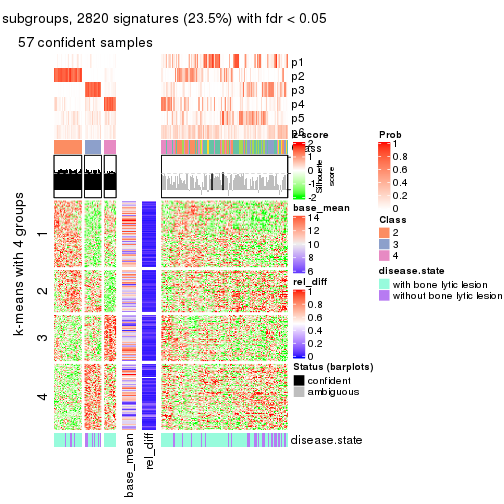 subgroups, 2820 signatures (23.5%) with fdr < 0.05
57 confident samples
p1
p2
p3
p4
p5
p6
Class
Silhouette
score
k-means with 4 groups
1
2
3
4
base_mean
rel_diff
disease.state
z-score
2
1
0
-1
-2
base_mean
14
12
10
8
6
rel_diff
1
0.8
0.6
0.4
0.2
0
Status (barplots)
confident
ambiguous
Prob
1
0.8
0.6
0.4
0.2
0
Class
2
3
4
disease.state
with bone lytic lesion
without bone lytic lesion